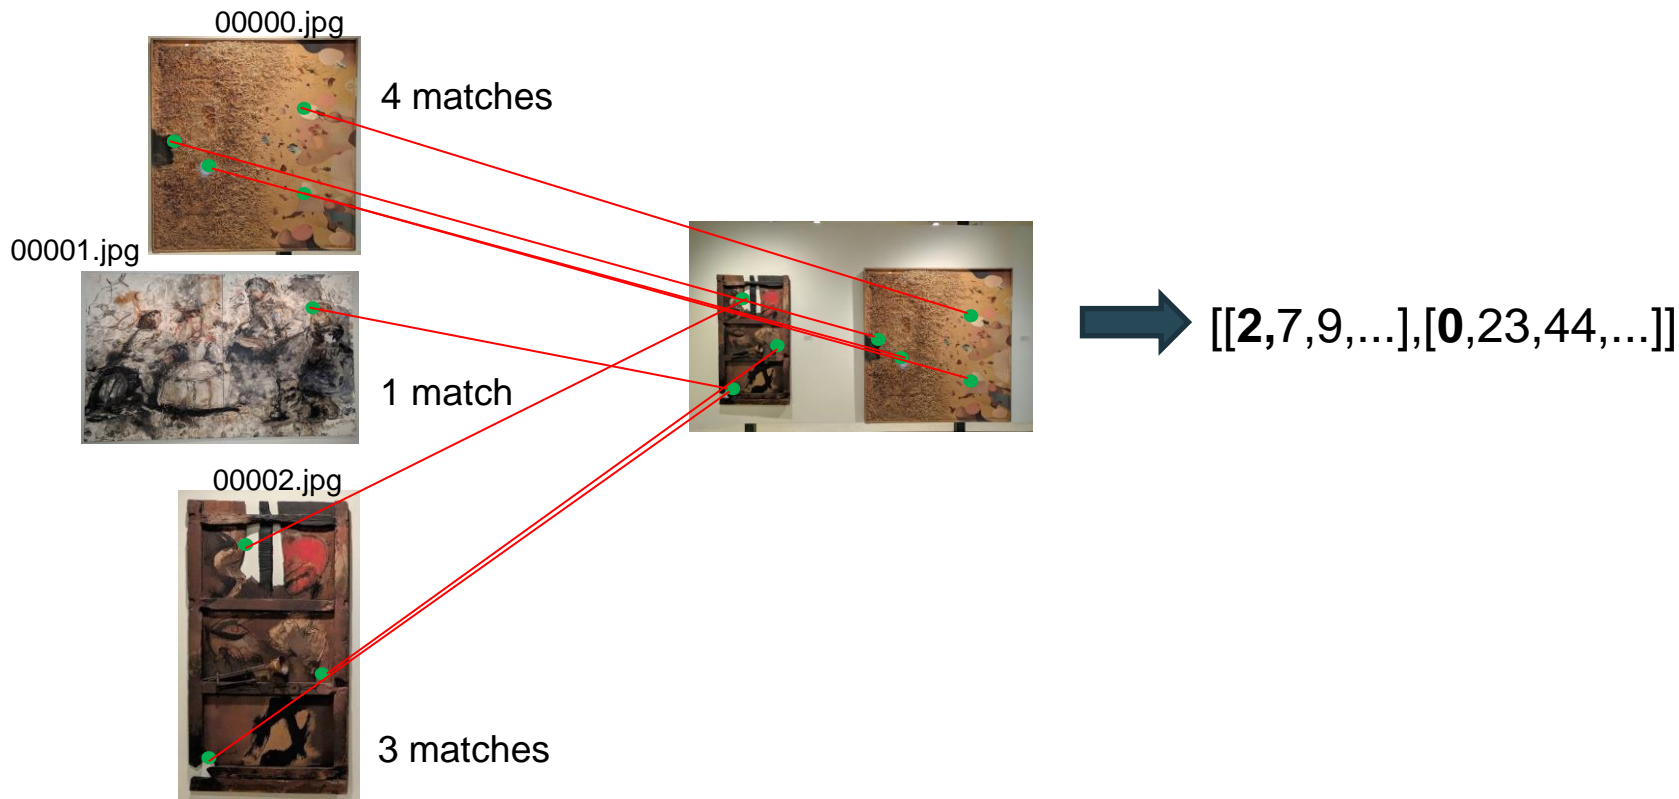 00000.jpg
4 matches
00001.jpg
1 match
[[2,7,9,...],[0,23,44,...]]
00002.jpg
3 matches